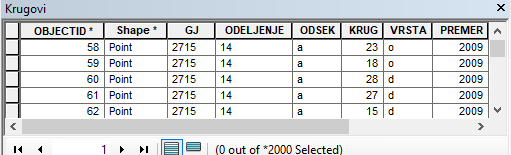 Krugovi
OBJECTID * Shape * GJ ODELJENJE ODSEK KRUG VRSTA PREMER
58 Point 2715 14 a 23 o 2009
59 Point 2715 14 a 18 o 2009
60 Point 2715 14 a 28 d 2009
61 Point 2715 14 a 27 d 2009
62 Point 2715 14 a 15 d 2009
1 (0 out of *2000 Selected)